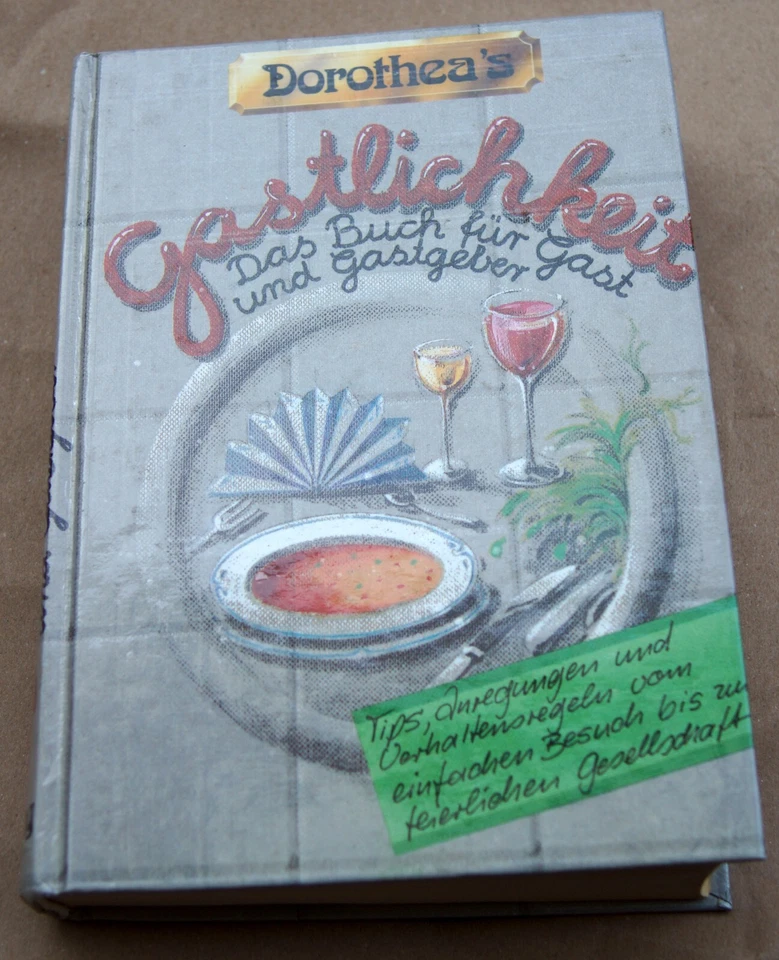 Dorothea's
Gastlichkeit
Das Buch für Gast
und Gastgeber
Tips, Anregungen und
Verhaltensregeln vom
einfachen Besuch bis zur
feierlichen Gesellschaft